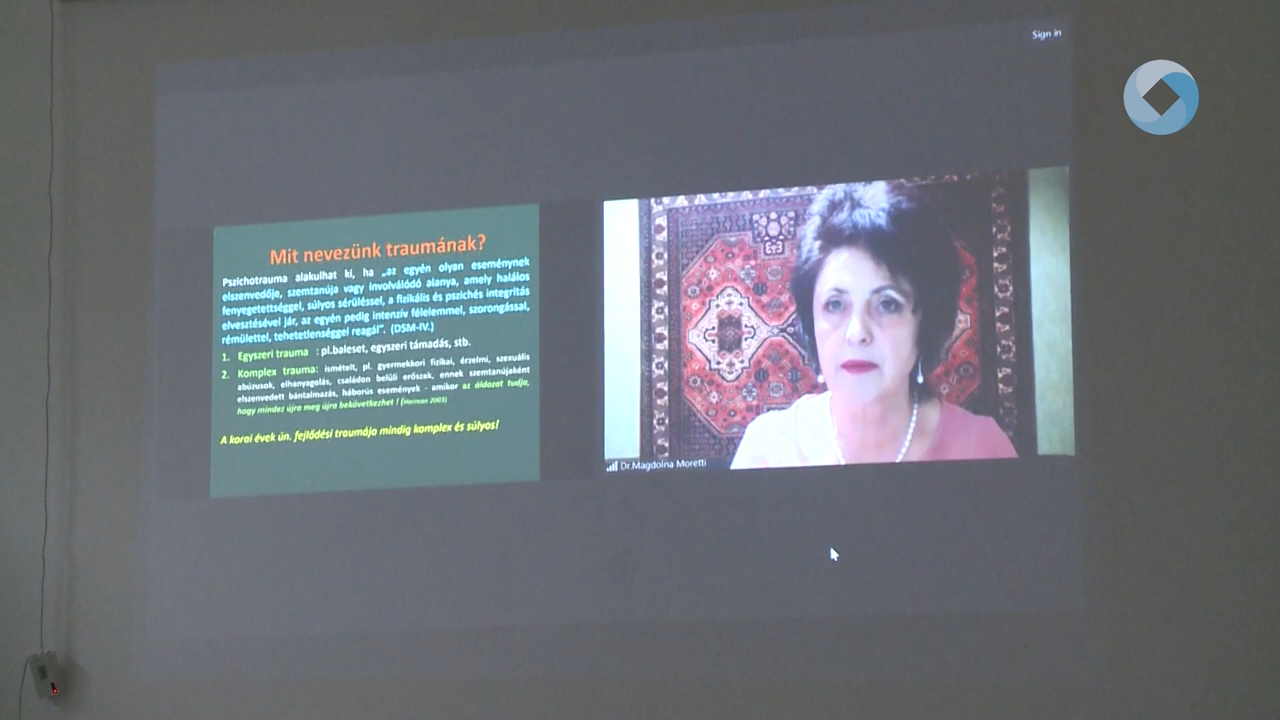 Sign in
Mit nevezünk traumának?
Pszichotrauma alakulhat ki, ha „az egyén olyan eseménynek
elszenvedője, szemtanúja vagy involválódó alanya, amely halálos
fenyegetettséggel, súlyos sérüléssel, a fizikális és pszichés integritás
elvesztésével jár, az egyén pedig intenzív félelemmel, szorongással,
rémülettel, tehetetlenséggel reagál”. (DSM-IV.)
1. Egyszeri trauma : pl.baleset, egyszeri támadás, stb.
2. Komplex trauma: ismételt, pl. gyermekkori fizikai, érzelmi, szexuális
abúzusok, elhanyagolás, családon belüli erőszak, ennek szemtanújaként
elszenvedett bántalmazás, háborús események - amikor az áldozat tudja,
hogy mindez újra meg újra bekövetkezhet ! (Herman 2003)
A korai évek ún. fejlődési traumája mindig komplex és súlyos!
Dr.Magdolna Moretti